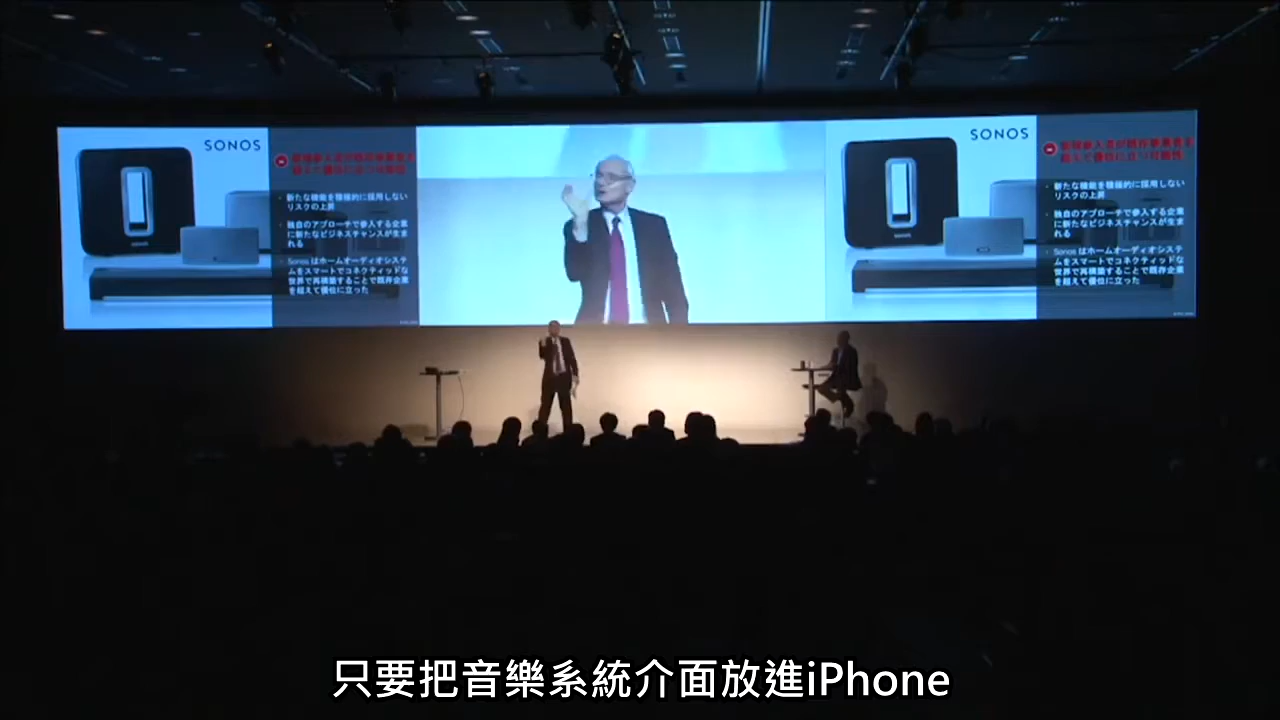 SONOS
新たな機能を積極的に採用しない
リスクの上昇
独自のアプローチで参入する企業
に新たなビジネスチャンスが生ま
れる
Sonos はホームオーディオシステ
ムをスマートでコネクティッドな
世界で再構築することで既存企業
を超えて優位に立った
SONOS
新たな機能を積極的に採用しない
リスクの上昇
独自のアプローチで参入する企業
に新たなビジネスチャンスが生ま
れる
Sonos はホームオーディオシステ
ムをスマートでコネクティッドな
世界で再構築することで既存企業
を超えて優位に立った
只要把音樂系統介面放進iPhone